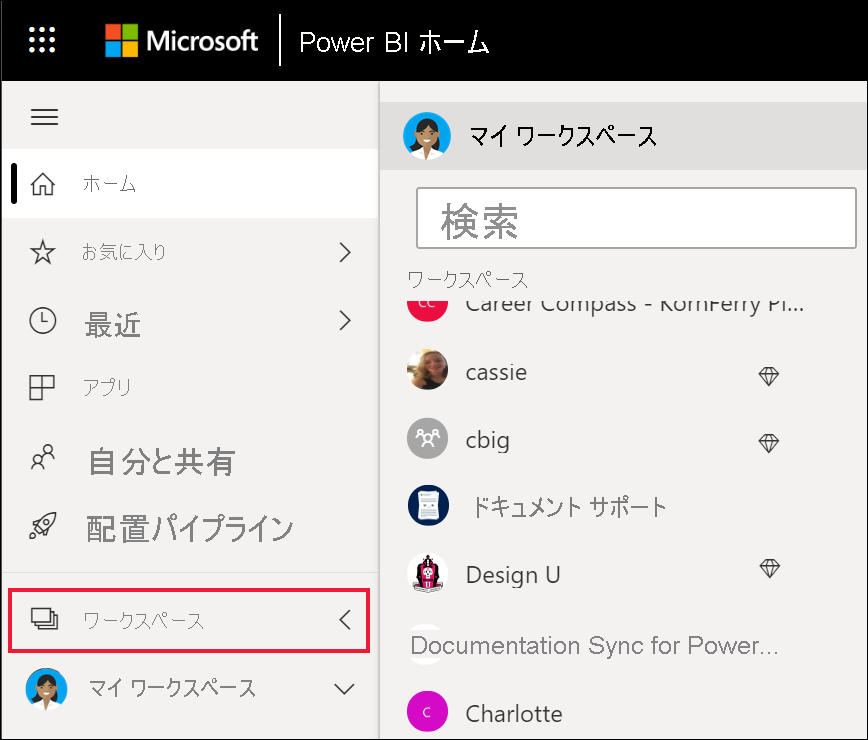 Microsoft
Power BI ホーム
ホーム
お気に入り
最近
アプリ
自分と共有
配置パイプライン
ワークスペース
マイ ワークスペース
マイ ワークスペース
検索
ワークスペース
CC
Career Compass - KornFerry Pi...
cassie
cbig
ドキュメント サポート
Design U
Documentation Sync for Power...
C
Charlotte